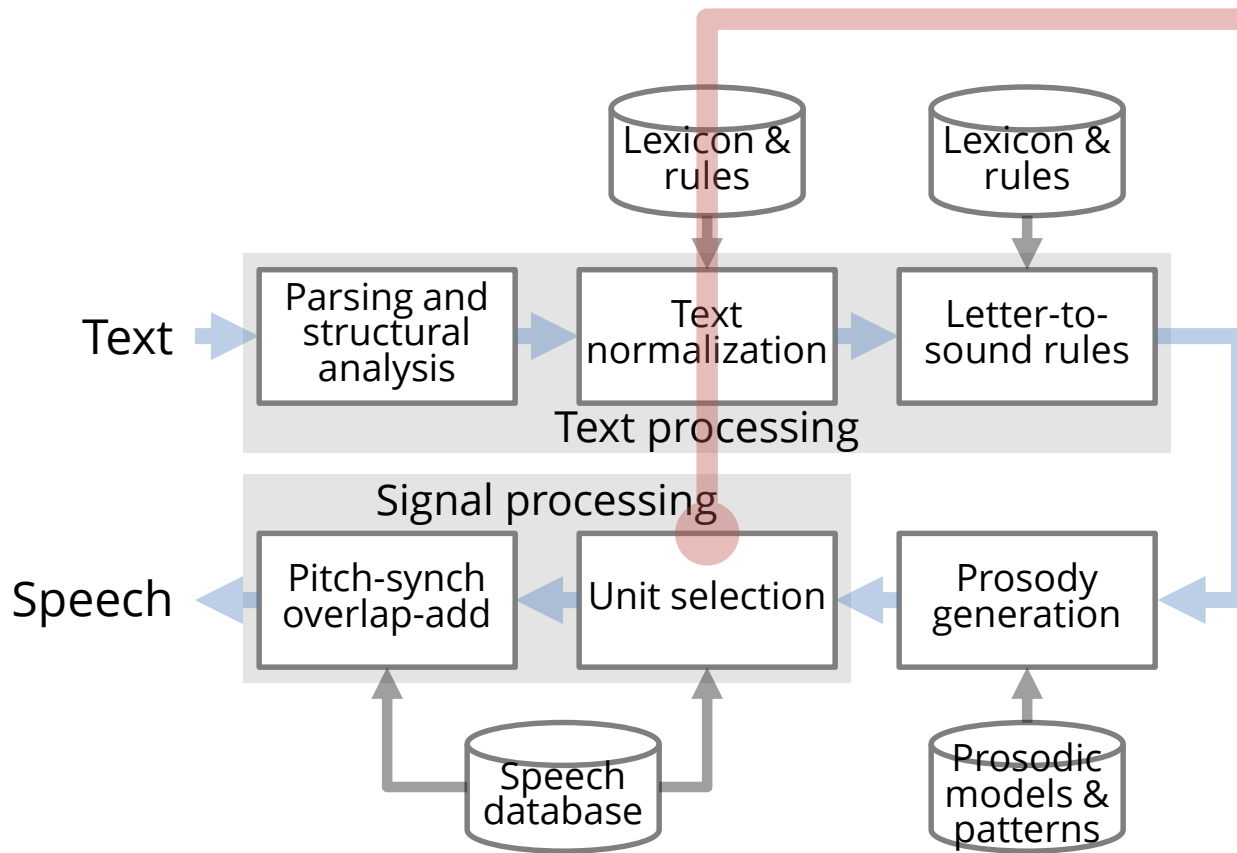 Lexicon &
rules
Lexicon &
rules
Text
Parsing and
structural
analysis
Text
normalization
Letter-to-
sound rules
Text processing
Signal processing
Speech
Pitch-synch
overlap-add
Unit selection
Prosody
generation
Speech
database
Prosodic
models &
patterns